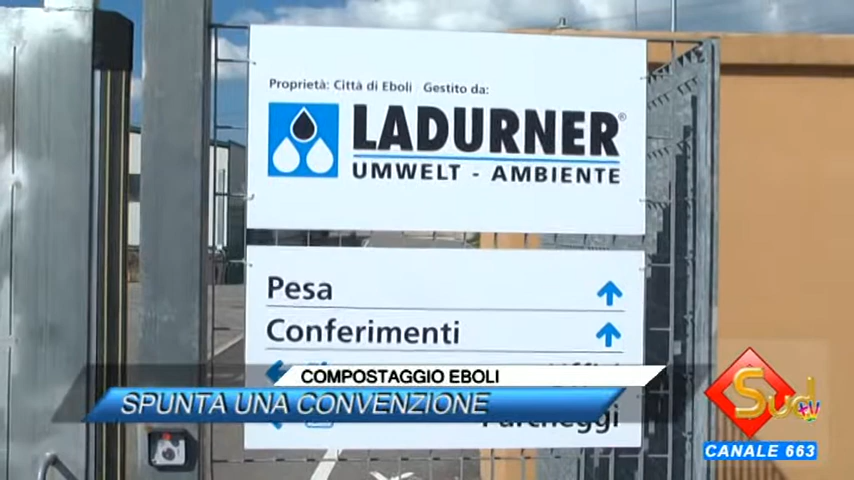 Proprietà: Città di Eboli Gestito da:
LADURNER®
UMWELT - AMBIENTE
Pesa
Conferimenti
Uffici
COMPOSTAGGIO EBOLI
SPUNTA UNA CONVENZIONE
Parcheggi
Sud tv
CANALE 663